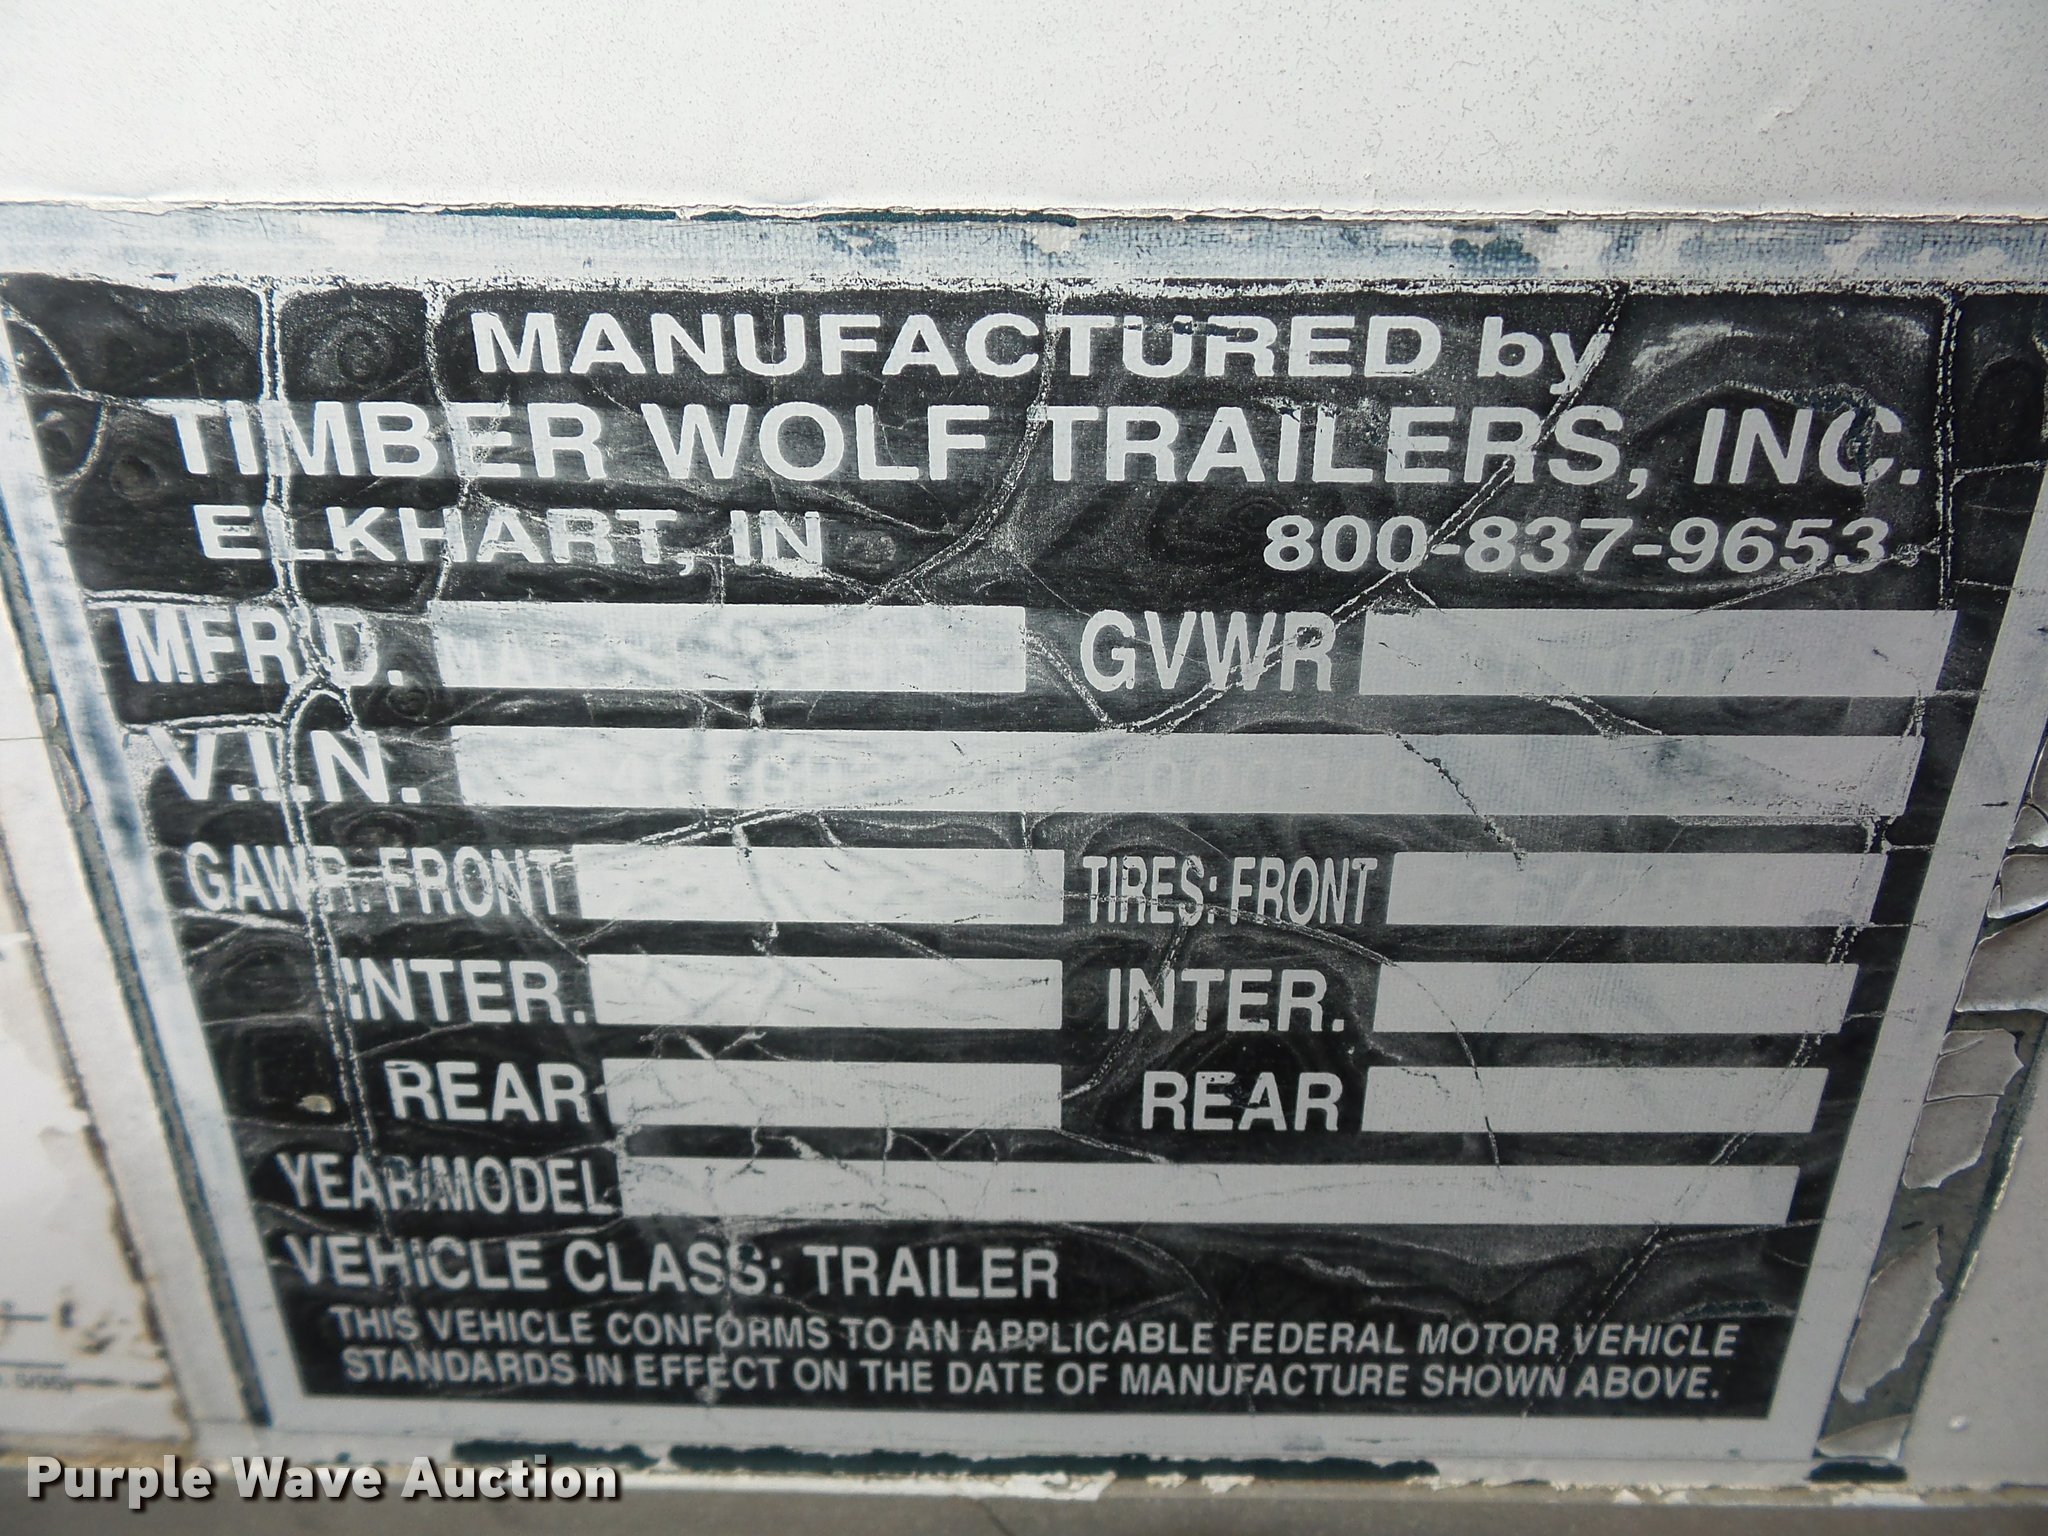 MANUFACTURED by
TIMBER WOLF TRAILERS, INC.
ELKHART, IN 800-837-9653
MFR'D. GVWR
V.I.N.
GAWR: FRONT TIRES: FRONT
INTER. INTER.
REAR REAR
YEAR/MODEL
VEHICLE CLASS: TRAILER
THIS VEHICLE CONFORMS TO AN APPLICABLE FEDERAL MOTOR VEHICLE
STANDARDS IN EFFECT ON THE DATE OF MANUFACTURE SHOWN ABOVE.
Purple Wave Auction